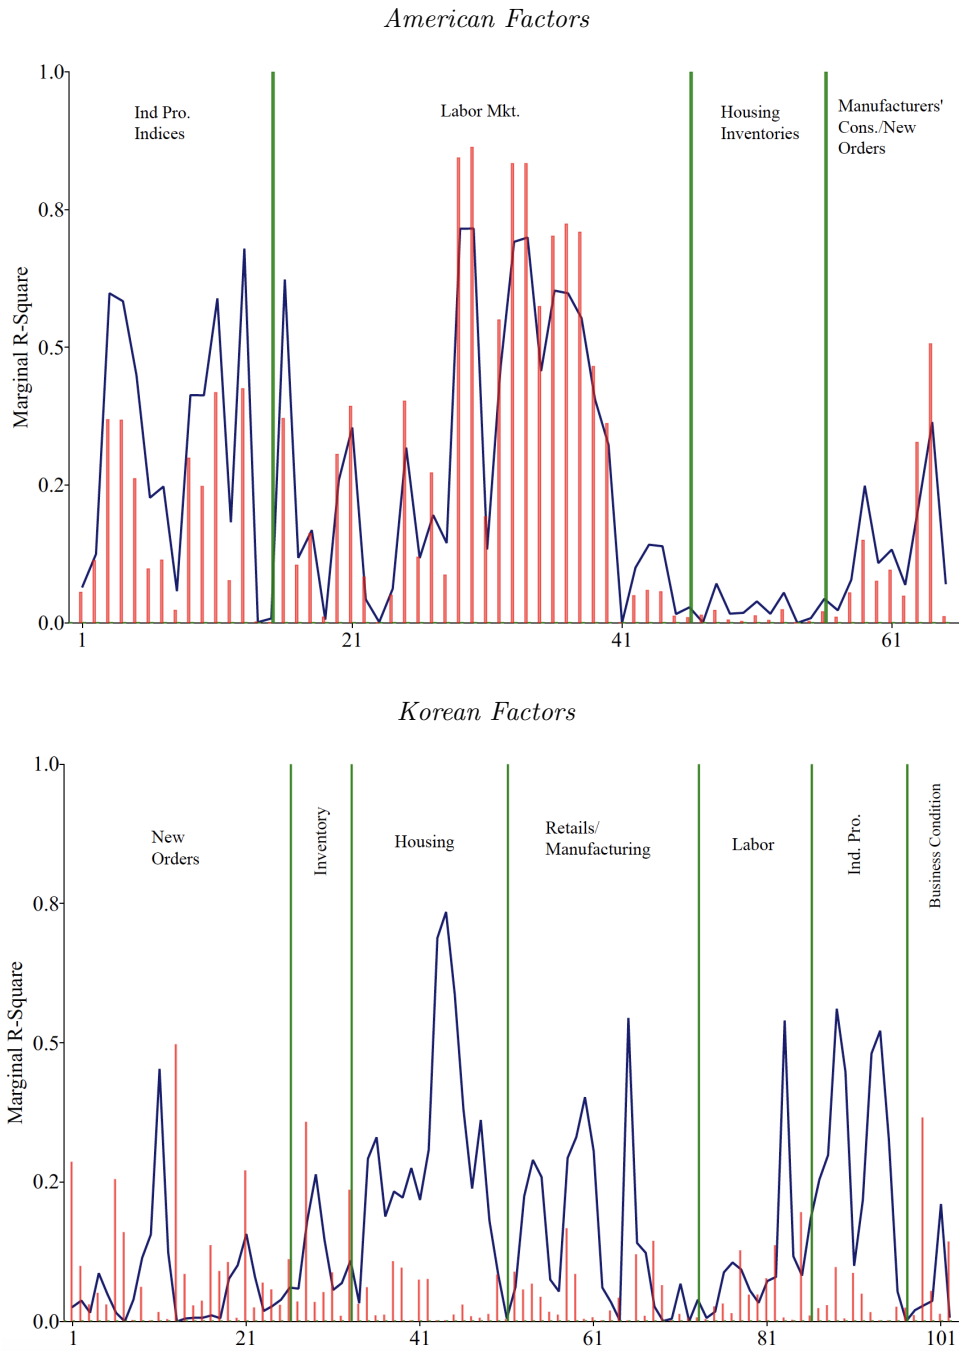 American Factors
1.0
Ind Pro.
Indices
Labor Mkt.
Housing
Inventories
Manufacturers'
Cons./New
Orders
0.8
0.5
0.2
0.0
Marginal R-Square
1
21
41
61
Korean Factors
1.0
New
Orders
Inventory
Housing
Retails/
Manufacturing
Labor
Ind. Pro.
Business Condition
0.8
0.5
0.2
0.0
Marginal R-Square
1
21
41
61
81
101